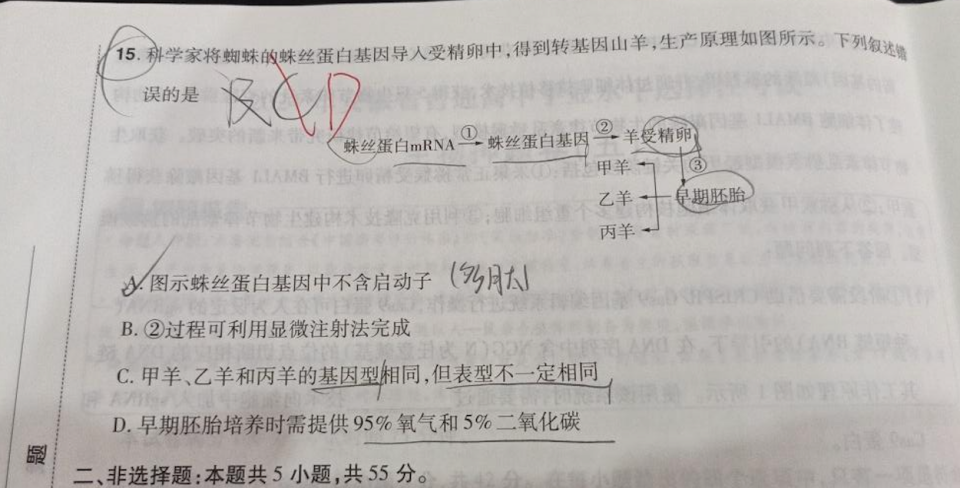 15. 科学家将蜘蛛的蛛丝蛋白基因导入受精卵中,得到转基因山羊,生产原理如图所示。下列叙述错
误的是
蛛丝蛋白mRNA ① 蛛丝蛋白基因 ② 羊受精卵
甲羊 ③
乙羊 早期胚胎
丙羊
A. 图示蛛丝蛋白基因中不含启动子
B. ②过程可利用显微注射法完成
C. 甲羊、乙羊和丙羊的基因型相同,但表型不一定相同
D. 早期胚胎培养时需提供 95% 氧气和 5% 二氧化碳
二、非选择题:本题共 5 小题,共 55 分。
题